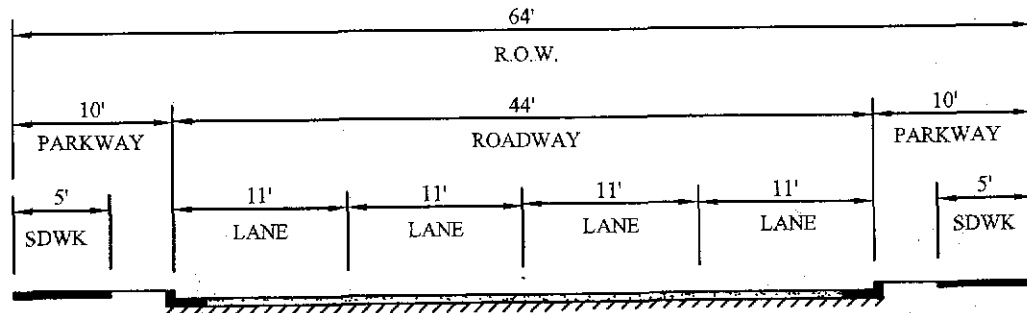 64'
R.O.W.
10'
44'
10'
PARKWAY
ROADWAY
PARKWAY
5'
11'
11'
11'
11'
5'
SDWK
LANE
LANE
LANE
LANE
SDWK